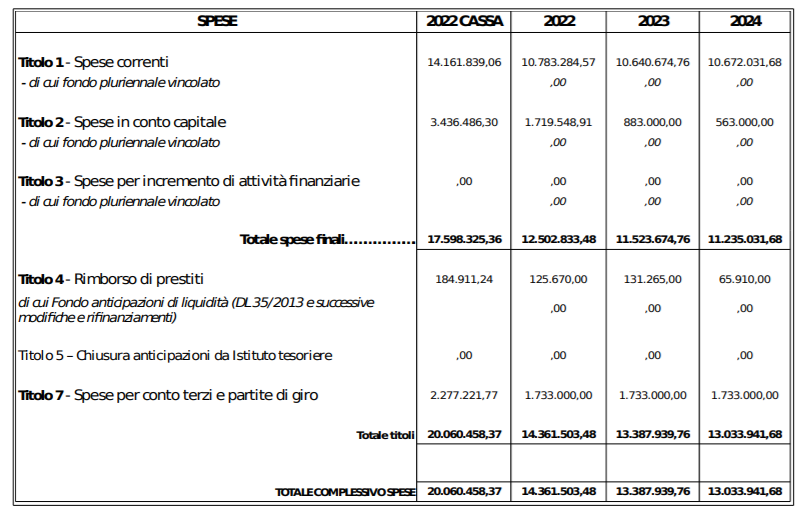 SPESE 2022 CASSA 2022 2023 2024
Titolo 1 - Spese correnti 14.161.839,06 10.783.284,57 10.640.674,76 10.672.031,68
- di cui fondo pluriennale vincolato ,00 ,00 ,00
Titolo 2 - Spese in conto capitale 3.436.486,30 1.719.548,91 883.000,00 563.000,00
- di cui fondo pluriennale vincolato ,00 ,00 ,00
Titolo 3 - Spese per incremento di attività finanziarie ,00 ,00 ,00 ,00
- di cui fondo pluriennale vincolato ,00 ,00 ,00
Totale spese finali............... 17.598.325,36 12.502.833,48 11.523.674,76 11.235.031,68
Titolo 4 - Rimborso di prestiti 184.911,24 125.670,00 131.265,00 65.910,00
di cui Fondo anticipazioni di liquidità (DL 35/2013 e successive
modifiche e rifinanziamenti) ,00 ,00 ,00
Titolo 5 – Chiusura anticipazioni da Istituto tesoriere ,00 ,00 ,00 ,00
Titolo 7 - Spese per conto terzi e partite di giro 2.277.221,77 1.733.000,00 1.733.000,00 1.733.000,00
Totale titoli 20.060.458,37 14.361.503,48 13.387.939,76 13.033.941,68
TOTALE COMPLESSIVO SPESE 20.060.458,37 14.361.503,48 13.387.939,76 13.033.941,68